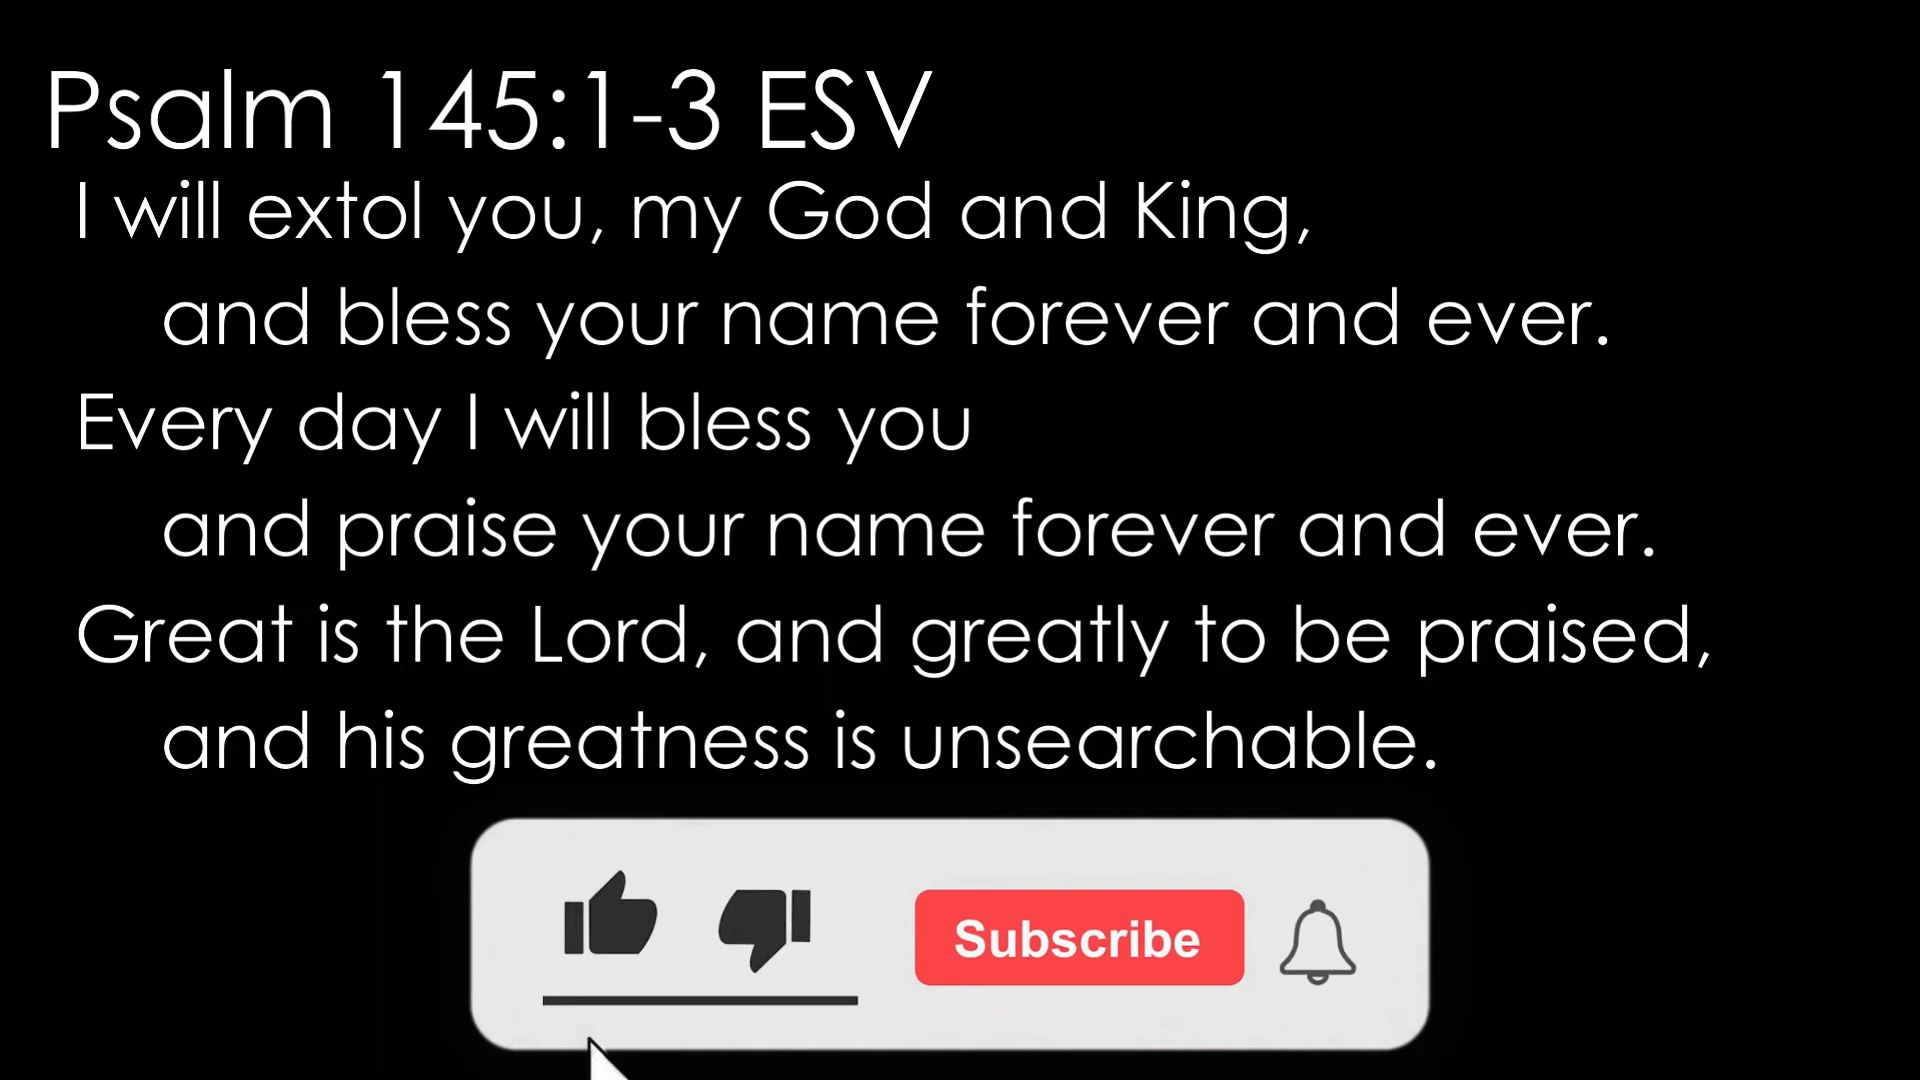 Psalm 145:1-3 ESV
I will extol you, my God and King,
and bless your name forever and ever.
Every day I will bless you
and praise your name forever and ever.
Great is the Lord, and greatly to be praised,
and his greatness is unsearchable.
Subscribe